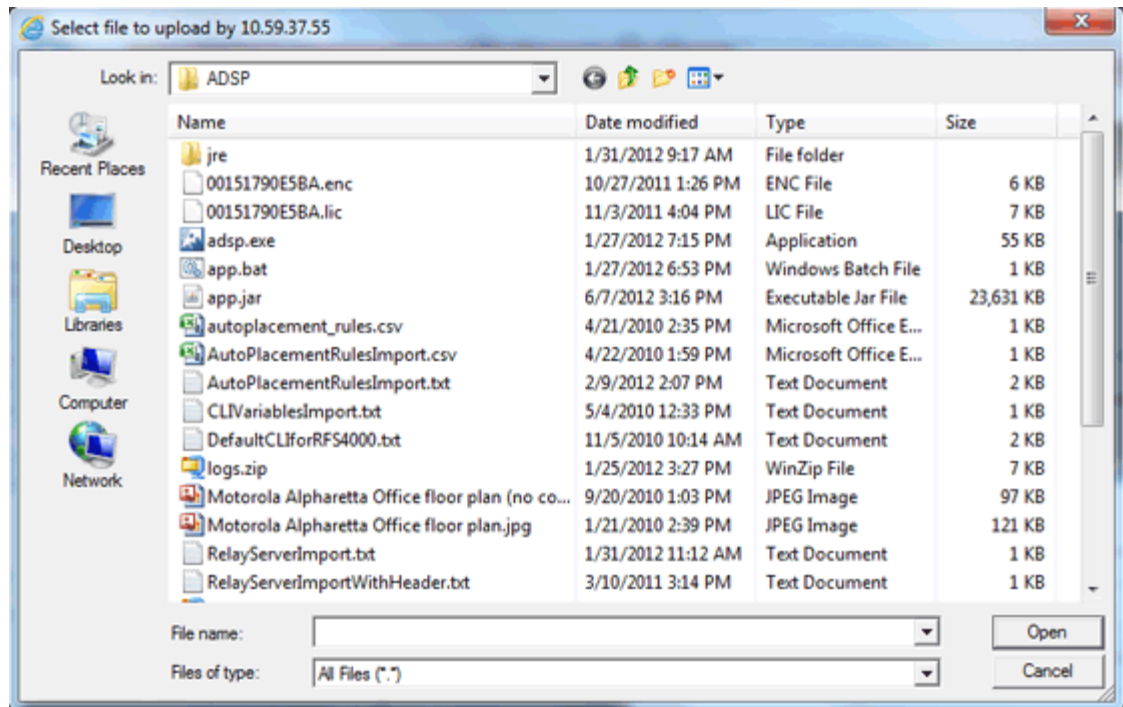 Select file to upload by 10.59.37.55
Look in: ADSP
Name Date modified Type Size
jre 1/31/2012 9:17 AM File folder
00151790E5BA.enc 10/27/2011 1:26 PM ENC File 6 KB
00151790E5BA.lic 11/3/2011 4:04 PM LIC File 7 KB
adsp.exe 1/27/2012 7:15 PM Application 55 KB
app.bat 1/27/2012 6:53 PM Windows Batch File 1 KB
app.jar 6/7/2012 3:16 PM Executable Jar File 23,631 KB
autoplacement_rules.csv 4/21/2010 2:35 PM Microsoft Office E... 1 KB
AutoPlacementRulesImport.csv 4/22/2010 1:59 PM Microsoft Office E... 1 KB
AutoPlacementRulesImport.txt 2/9/2012 2:07 PM Text Document 2 KB
CLIVariablesImport.txt 5/4/2010 12:33 PM Text Document 1 KB
DefaultCLIforRFS4000.txt 11/5/2010 10:14 AM Text Document 2 KB
logs.zip 1/25/2012 3:27 PM WinZip File 7 KB
Motorola Alpharetta Office floor plan (no co... 9/20/2010 1:03 PM JPEG Image 97 KB
Motorola Alpharetta Office floor plan.jpg 1/21/2010 2:39 PM JPEG Image 121 KB
RelayServerImport.txt 1/31/2012 11:12 AM Text Document 1 KB
RelayServerImportWithHeader.txt 3/10/2011 3:14 PM Text Document 1 KB
Recent Places
Desktop
Libraries
Computer
Network
File name: Open
Files of type: All Files (*.*) Cancel